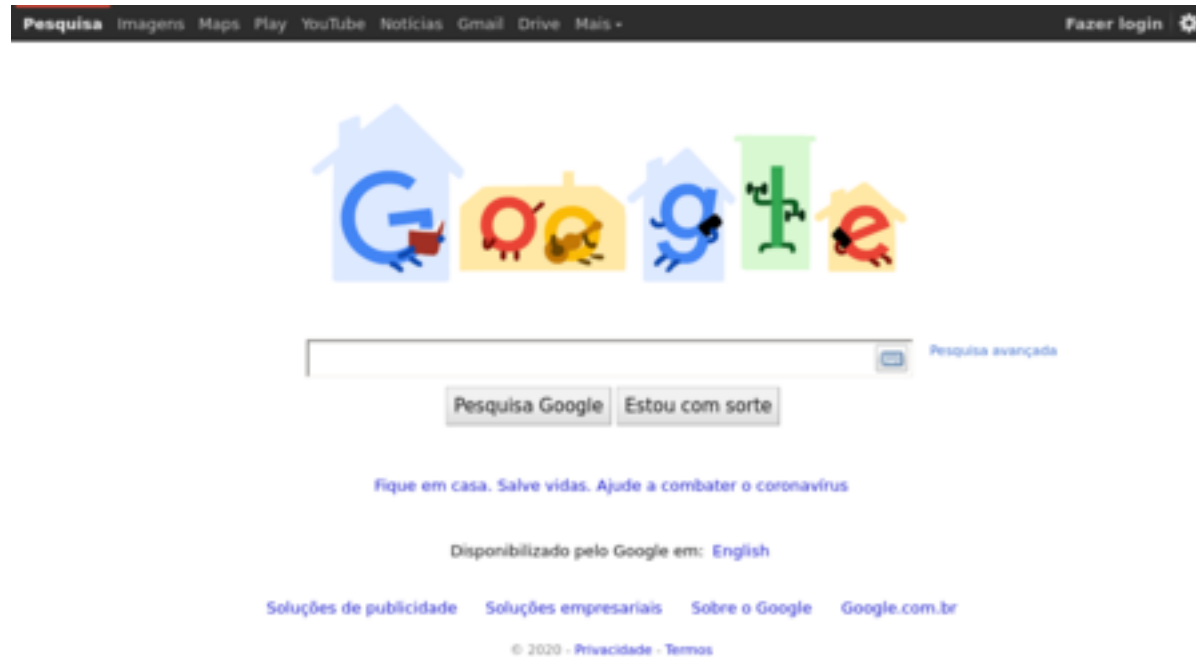 Pesquisa Imagens Maps Play YouTube Notícias Gmail Drive Mais Fazer login
Google
Pesquisa avançada
Pesquisa Google Estou com sorte
Fique em casa. Salve vidas. Ajude a combater o coronavírus
Disponibilizado pelo Google em: English
Soluções de publicidade Soluções empresariais Sobre o Google Google.com.br
© 2020 - Privacidade - Termos